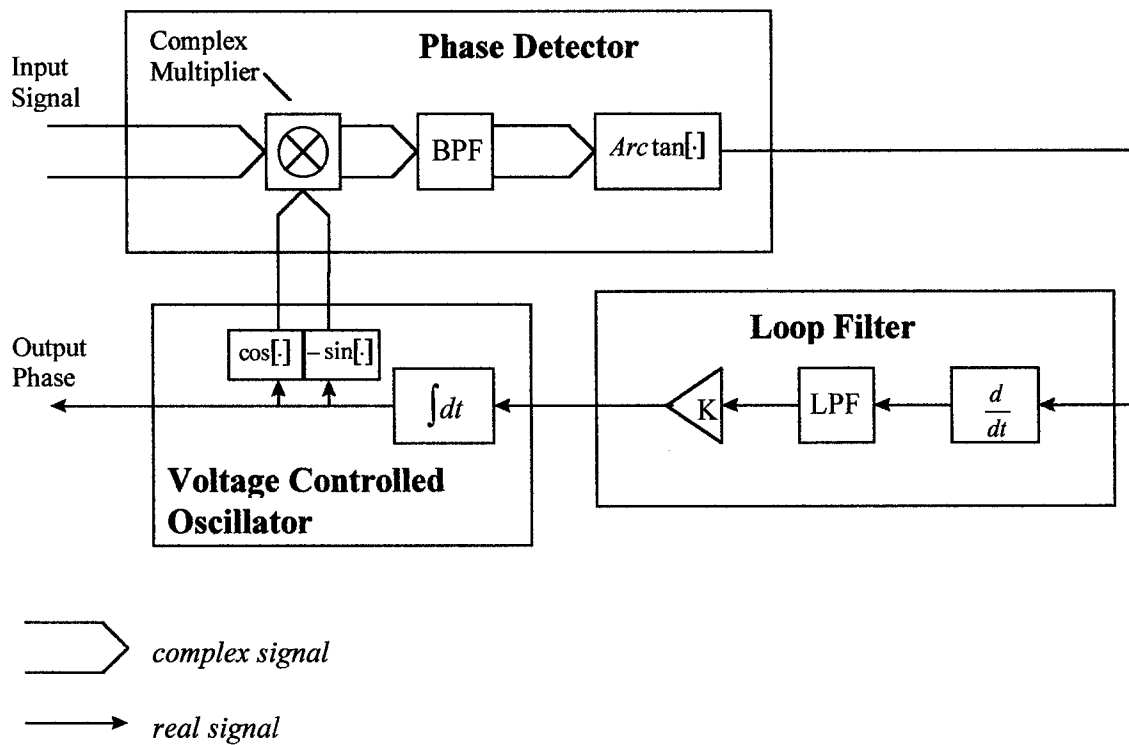 Complex
Multiplier
Phase Detector
Input
Signal
BPF
Arc tan[·]
Output
Phase
cos[·]
−sin[·]
∫dt
Voltage Controlled
Oscillator
Loop Filter
K
LPF
d
dt
complex signal
real signal